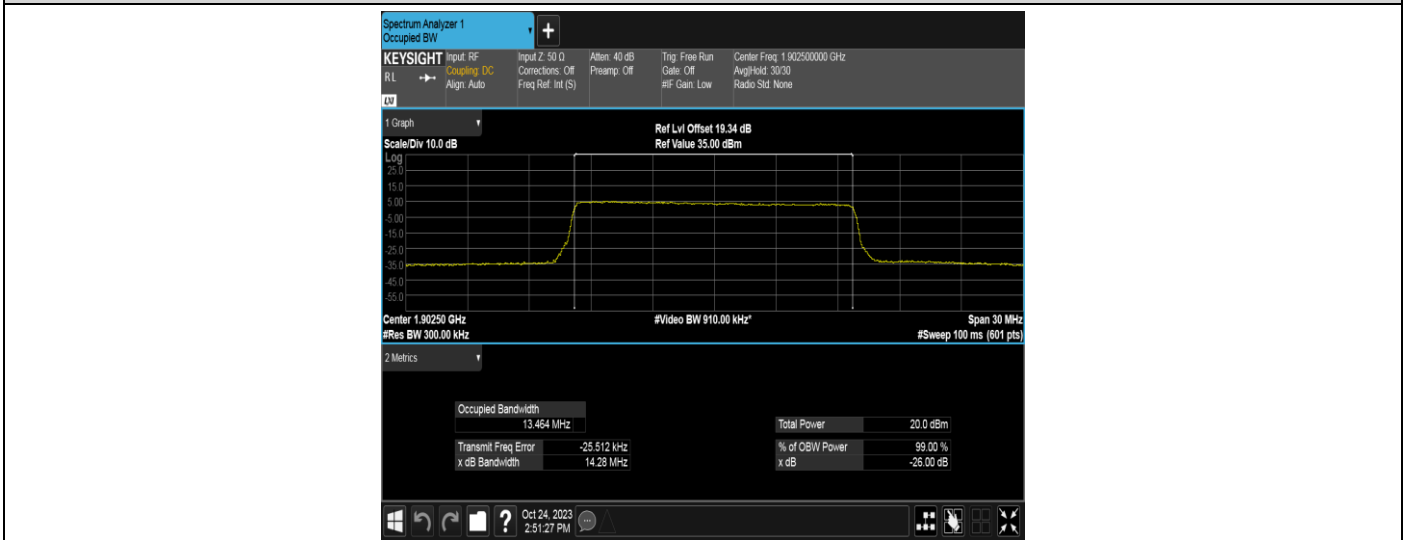 Spectrum Analyzer 1
Occupied BW
+
KEYSIGHT Input: RF Input Z: 50 Ω Atten: 40 dB Trig: Free Run Center Freq: 1.902500000 GHz
RL Coupling: DC Corrections: Off Preamp: Off Gate: Off Avg|Hold: 30/30
Align: Auto Freq Ref: Int (S) #IF Gain: Low Radio Std: None
LXI
1 Graph
Ref Lvl Offset 19.34 dB
Scale/Div 10.0 dB Ref Value 35.00 dBm
Log
25.0
15.0
5.00
-5.00
-15.0
-25.0
-35.0
-45.0
-55.0
Center 1.90250 GHz #Video BW 910.00 kHz* Span 30 MHz
#Res BW 300.00 kHz #Sweep 100 ms (601 pts)
2 Metrics
Occupied Bandwidth
13.464 MHz Total Power 20.0 dBm
Transmit Freq Error -25.512 kHz % of OBW Power 99.00 %
x dB Bandwidth 14.28 MHz x dB -26.00 dB
? Oct 24, 2023
2:51:27 PM